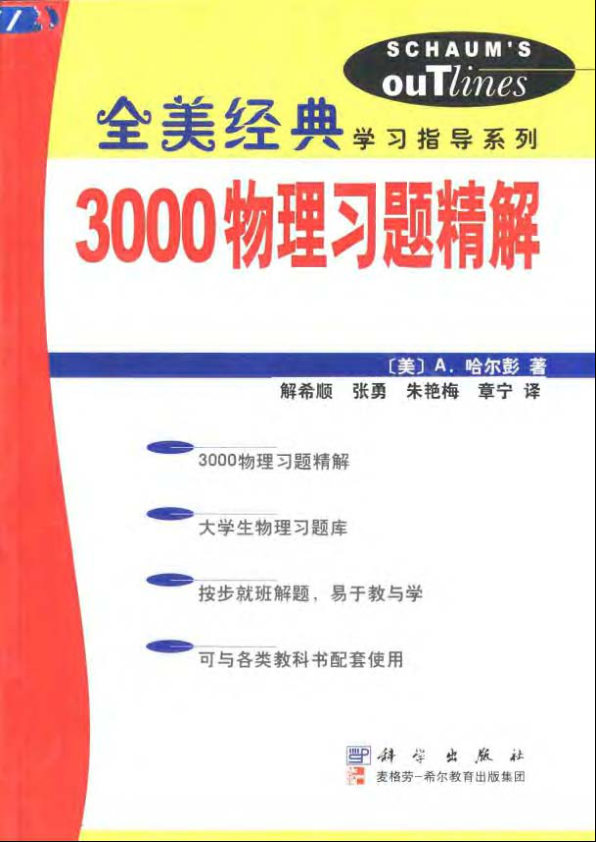 SCHAUM'S
ouTlines
全美经典学习指导系列
3000物理习题精解
〔美〕A. 哈尔彭 著
解希顺 张勇 朱艳梅 章宁 译
3000物理习题精解
大学生物理习题库
按步就班解题，易于教与学
可与各类教科书配套使用
科学出版社
麦格劳-希尔教育出版集团